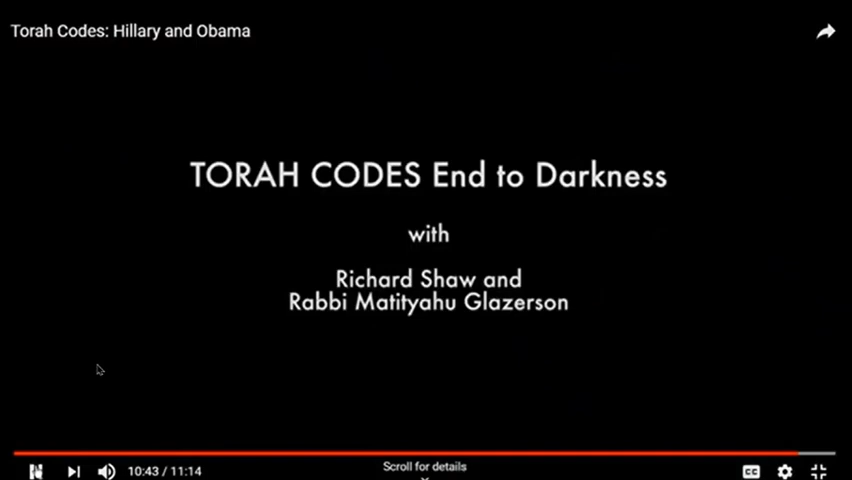 Torah Codes: Hillary and Obama
TORAH CODES End to Darkness
with
Richard Shaw and
Rabbi Matityahu Glazerson
10:43 / 11:14
Scroll for details
CC